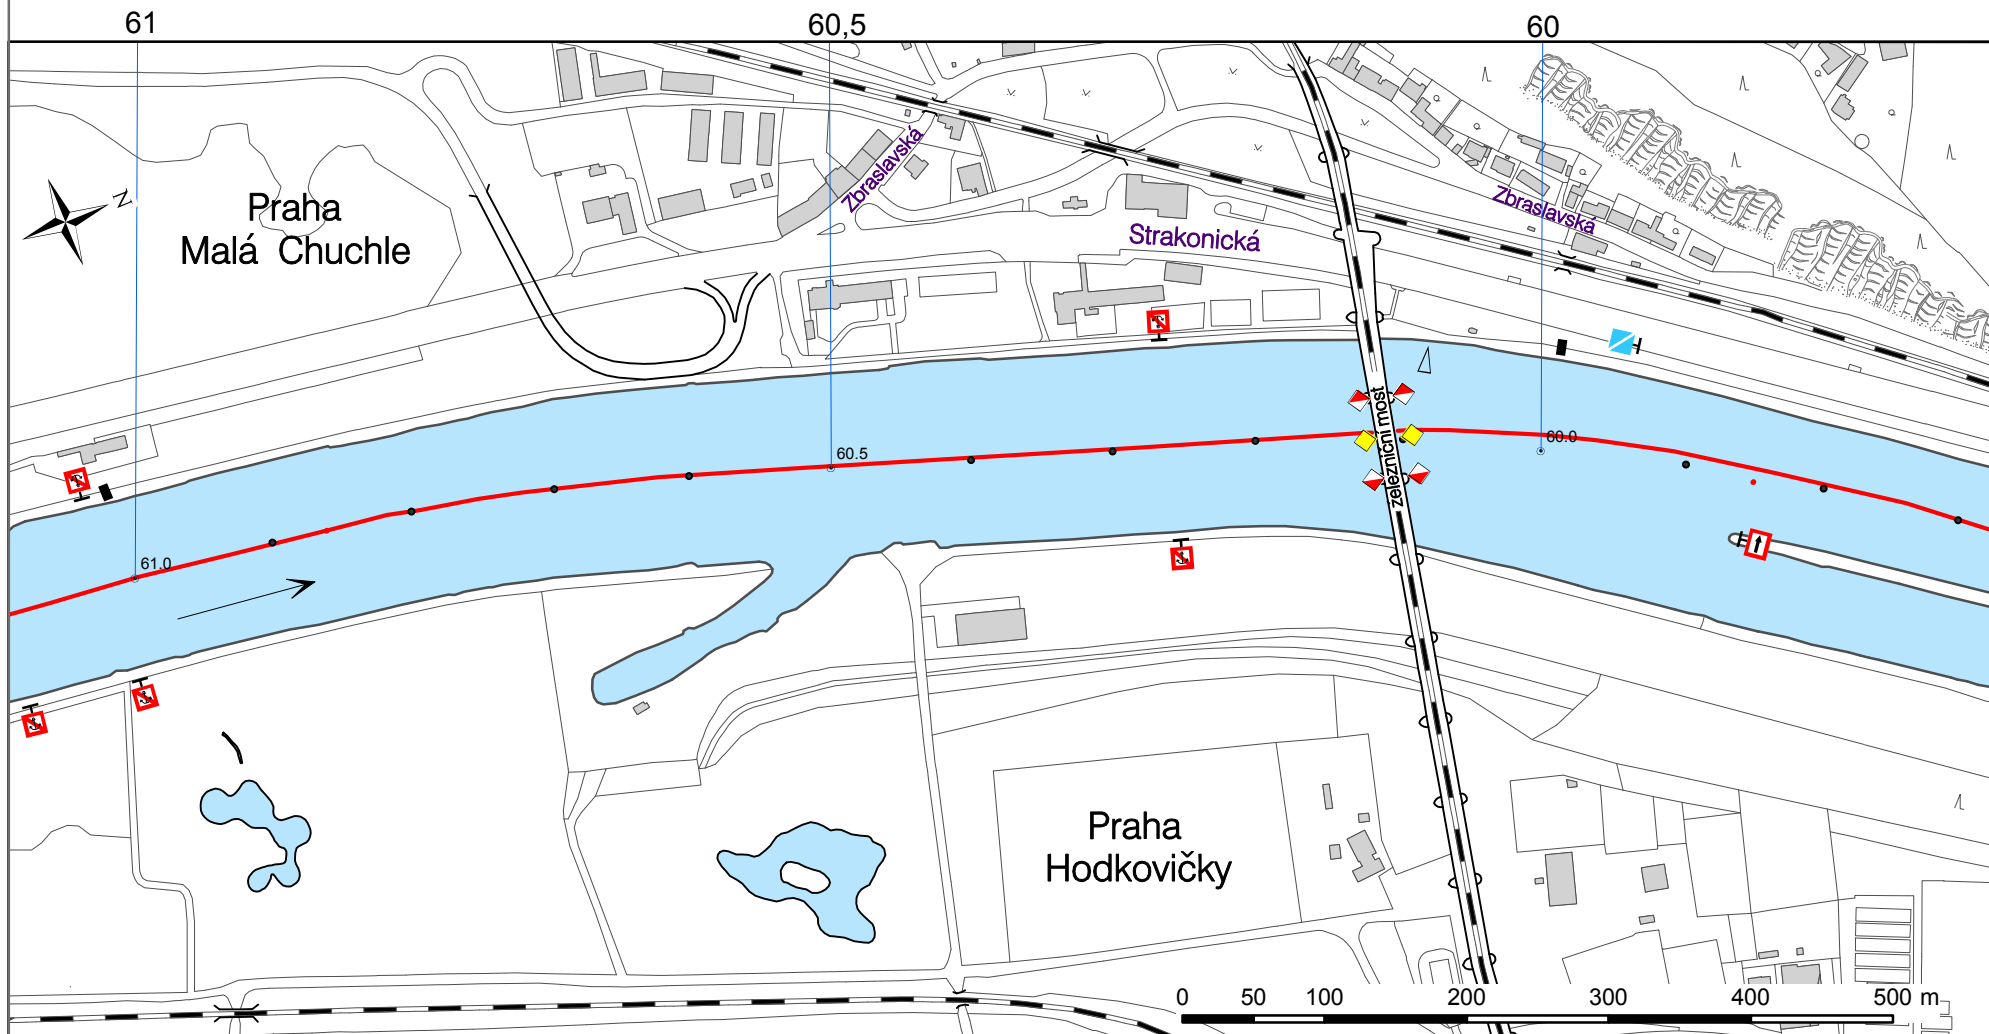 61
60,5
60
N
Praha
Malá Chuchle
Zbraslavská
Strakonická
Zbraslavská
železniční most
61.0
60.5
60.0
Praha
Hodkovičky
0 50 100 200 300 400 500 m